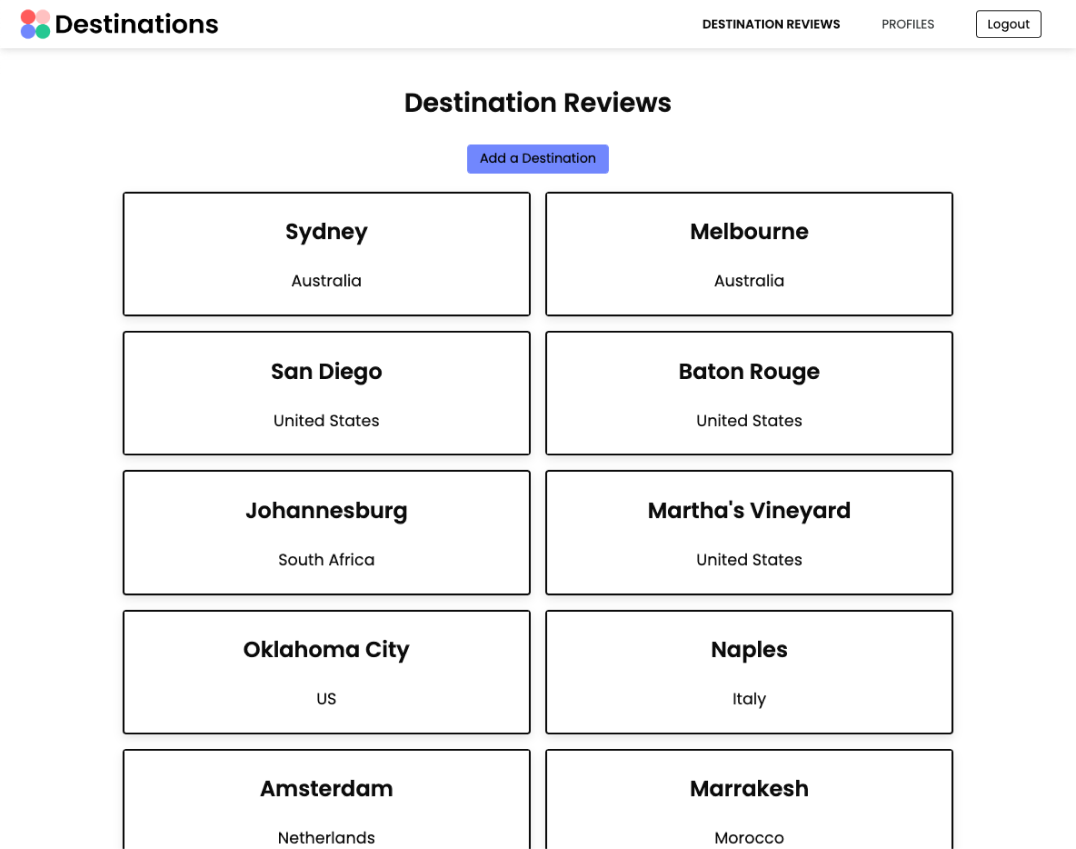 Destinations
DESTINATION REVIEWS
PROFILES
Logout
Destination Reviews
Add a Destination
Sydney
Australia
Melbourne
Australia
San Diego
United States
Baton Rouge
United States
Johannesburg
South Africa
Martha's Vineyard
United States
Oklahoma City
US
Naples
Italy
Amsterdam
Netherlands
Marrakesh
Morocco